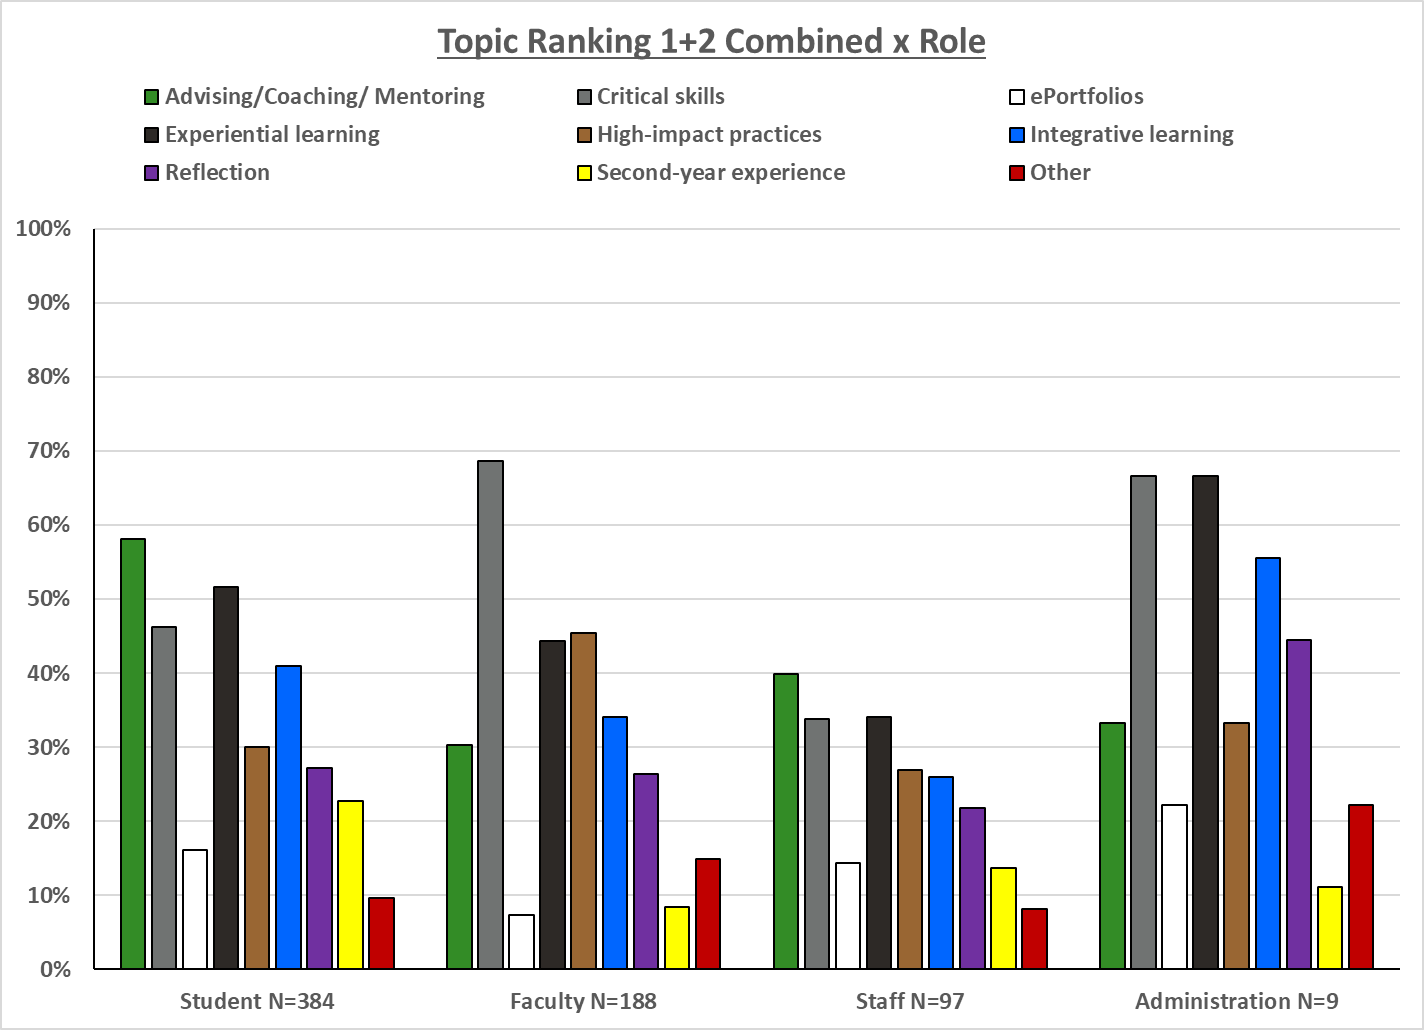 Topic Ranking 1+2 Combined x Role
Advising/Coaching/ Mentoring
Critical skills
ePortfolios
Experiential learning
High-impact practices
Integrative learning
Reflection
Second-year experience
Other
100%
90%
80%
70%
60%
50%
40%
30%
20%
10%
0%
Student N=384
Faculty N=188
Staff N=97
Administration N=9